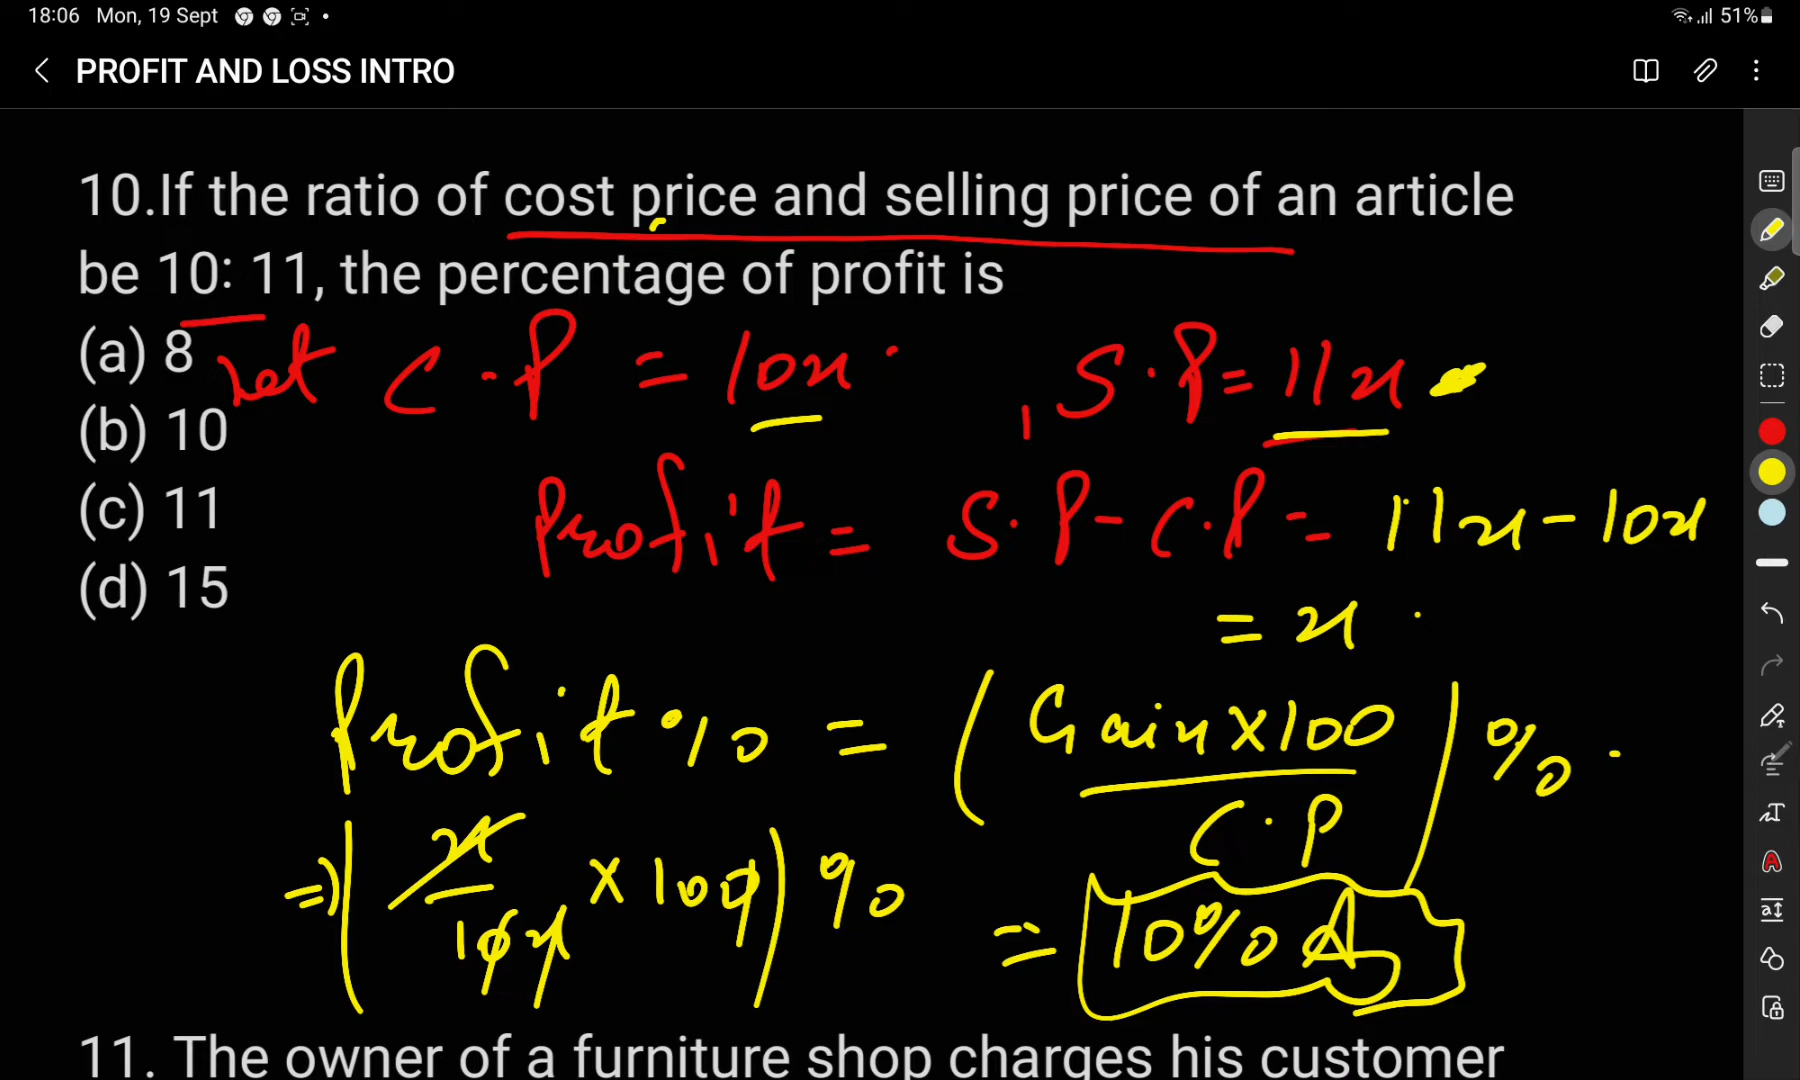 18:06 Mon, 19 Sept 51%
PROFIT AND LOSS INTRO
10.If the ratio of cost price and selling price of an article
be 10: 11, the percentage of profit is
(a) 8
Let C.P = 10x , S.P = 11x
(b) 10
(c) 11
Profit = S.P - C.P = 11x - 10x
(d) 15
= x
Profit % = (Gain × 100 / C.P) %
=> (x / 10x × 100) %
= 10% A
11. The owner of a furniture shop charges his customer